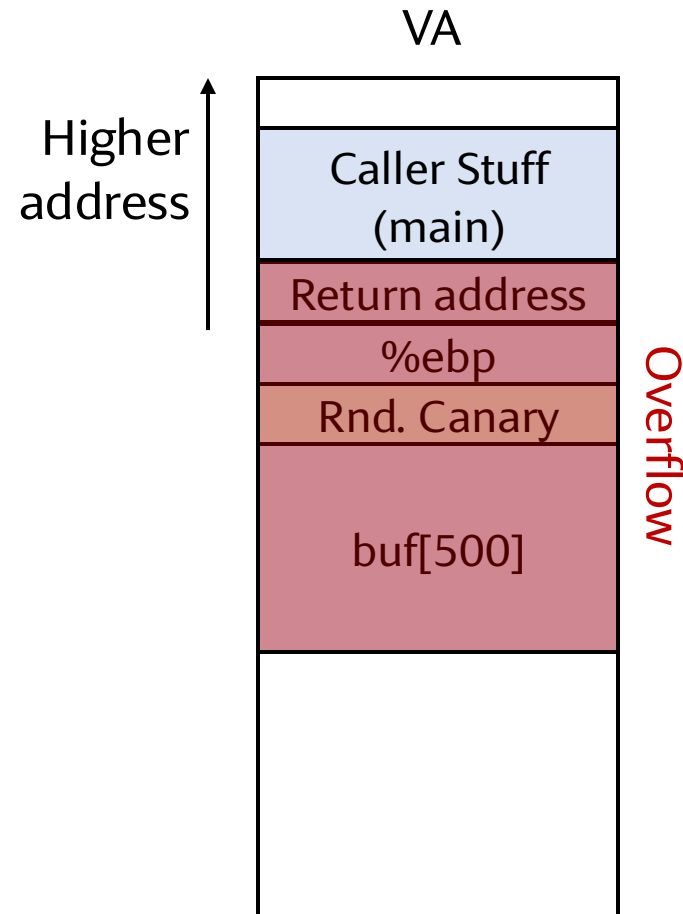 VA
Higher
address
Caller Stuff
(main)
Return address
%ebp
Rnd. Canary
buf[500]
Overflow